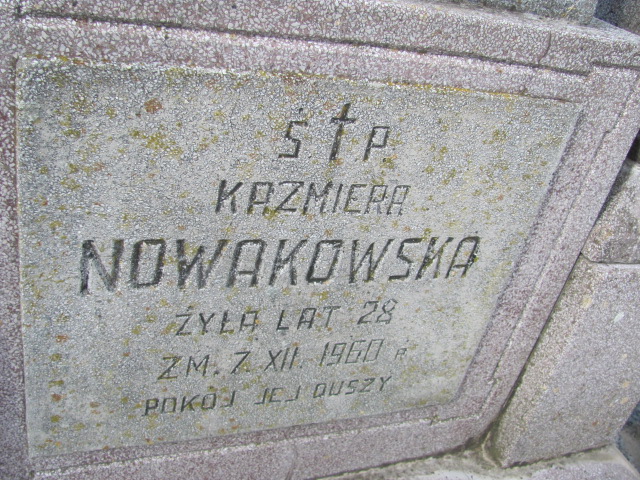 Ś. † P.
KAZMIERA
NOWAKOWSKA
ŻYŁA LAT 28
ZM. 7. XII. 1960 R
POKÓJ JEJ DUSZY